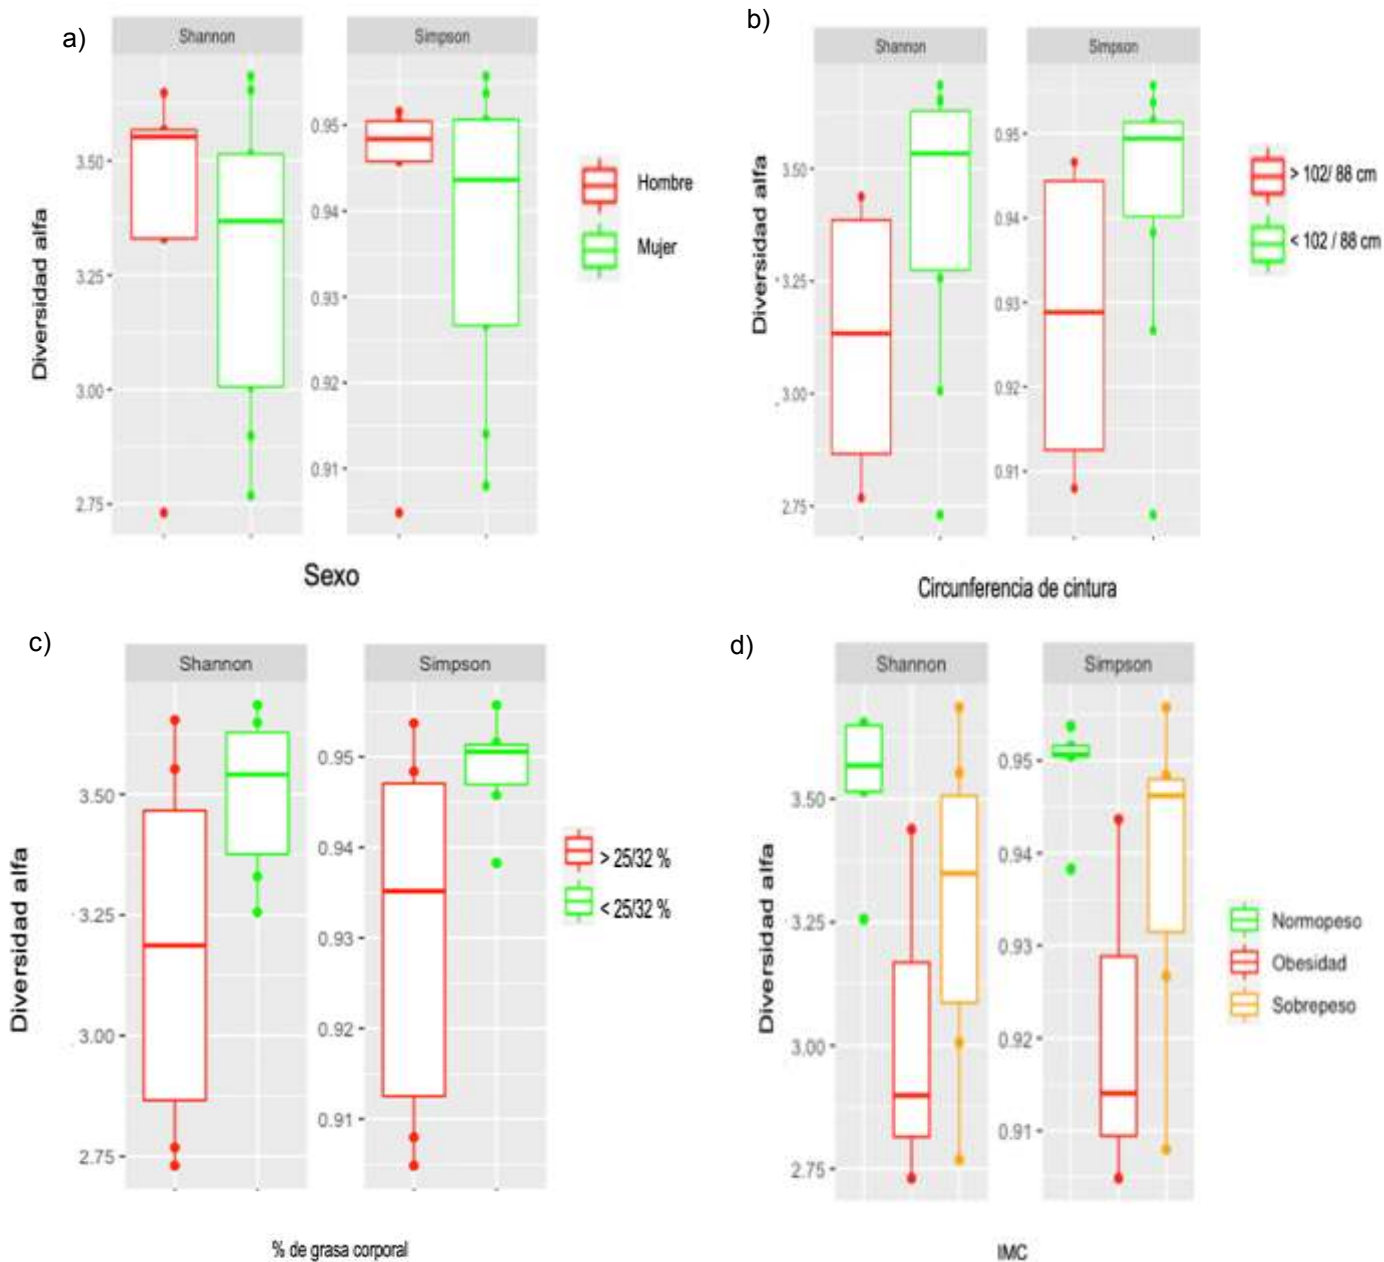 a)
Shannon
Simpson
Diversidad alfa
3.50
3.25
3.00
2.75
0.95
0.94
0.93
0.92
0.91
Hombre
Mujer
Sexo
b)
Shannon
Simpson
Diversidad alfa
3.50
3.25
3.00
2.75
0.95
0.94
0.93
0.92
0.91
> 102/ 88 cm
< 102 / 88 cm
Circunferencia de cintura
c)
Shannon
Simpson
Diversidad alfa
3.50
3.25
3.00
2.75
0.95
0.94
0.93
0.92
0.91
> 25/32 %
< 25/32 %
% de grasa corporal
d)
Shannon
Simpson
Diversidad alfa
3.50
3.25
3.00
2.75
0.95
0.94
0.93
0.92
0.91
Normopeso
Obesidad
Sobrepeso
IMC